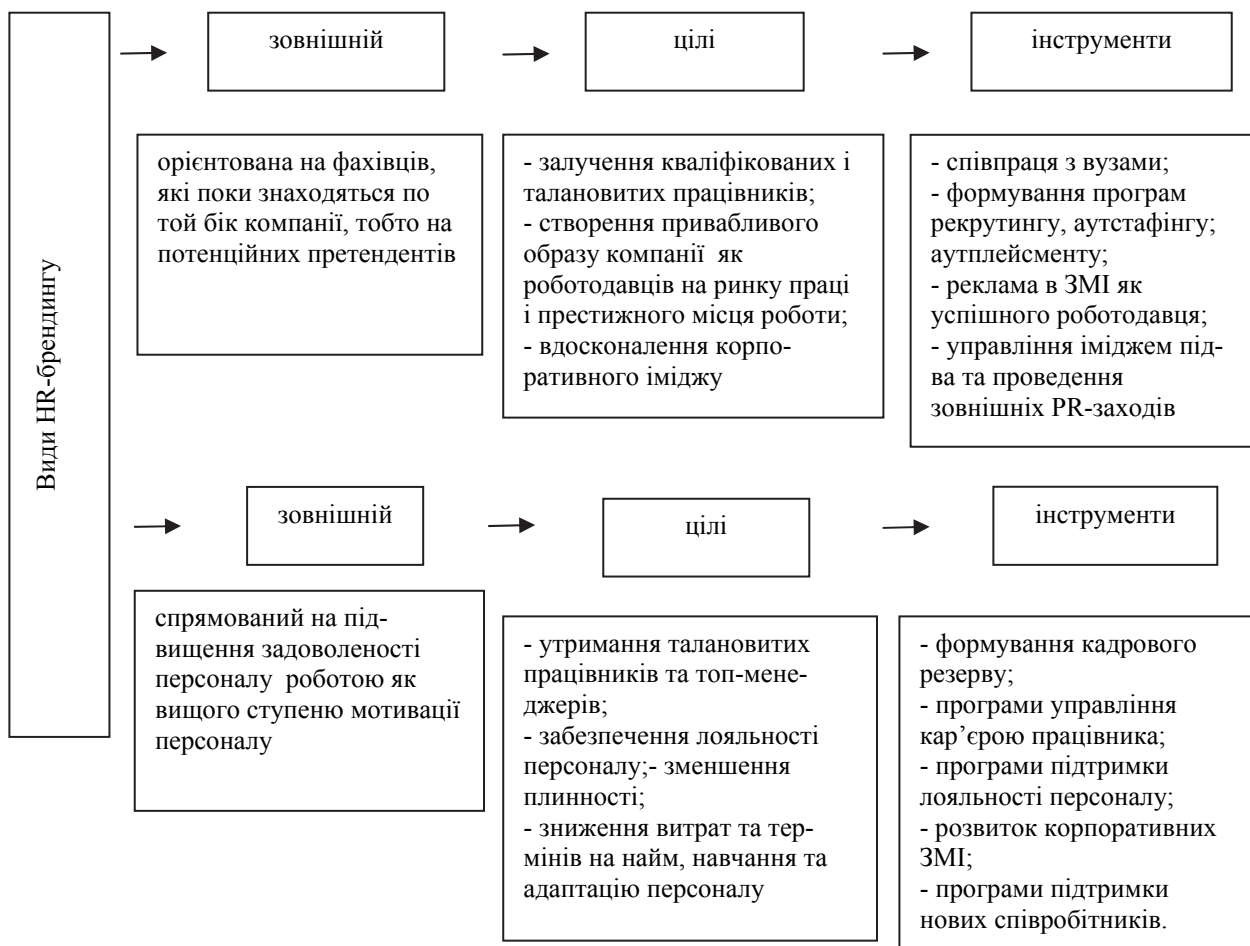 Види HR-брендингу
зовнішній
цілі
інструменти
орієнтована на фахівців,
які поки знаходяться по
той бік компанії, тобто на
потенційних претендентів
- залучення кваліфікованих і
талановитих працівників;
- створення привабливого
образу компанії як
роботодавців на ринку праці
і престижного місця роботи;
- вдосконалення корпо-
ративного іміджу
- співпраця з вузами;
- формування програм
рекрутингу, аутстафінгу;
аутплейсменту;
- реклама в ЗМІ як
успішного роботодавця;
- управління іміджем під-
ва та проведення
зовнішніх PR-заходів
зовнішній
цілі
інструменти
спрямований на під-
вищення задоволеності
персоналу роботою як
вищого ступеню мотивації
персоналу
- утримання талановитих
працівників та топ-мене-
джерів;
- забезпечення лояльності
персоналу;- зменшення
плинності;
- зниження витрат та тер-
мінів на найм, навчання та
адаптацію персоналу
- формування кадрового
резерву;
- програми управління
кар’єрою працівника;
- програми підтримки
лояльності персоналу;
- розвиток корпоративних
ЗМІ;
- програми підтримки
нових співробітників.